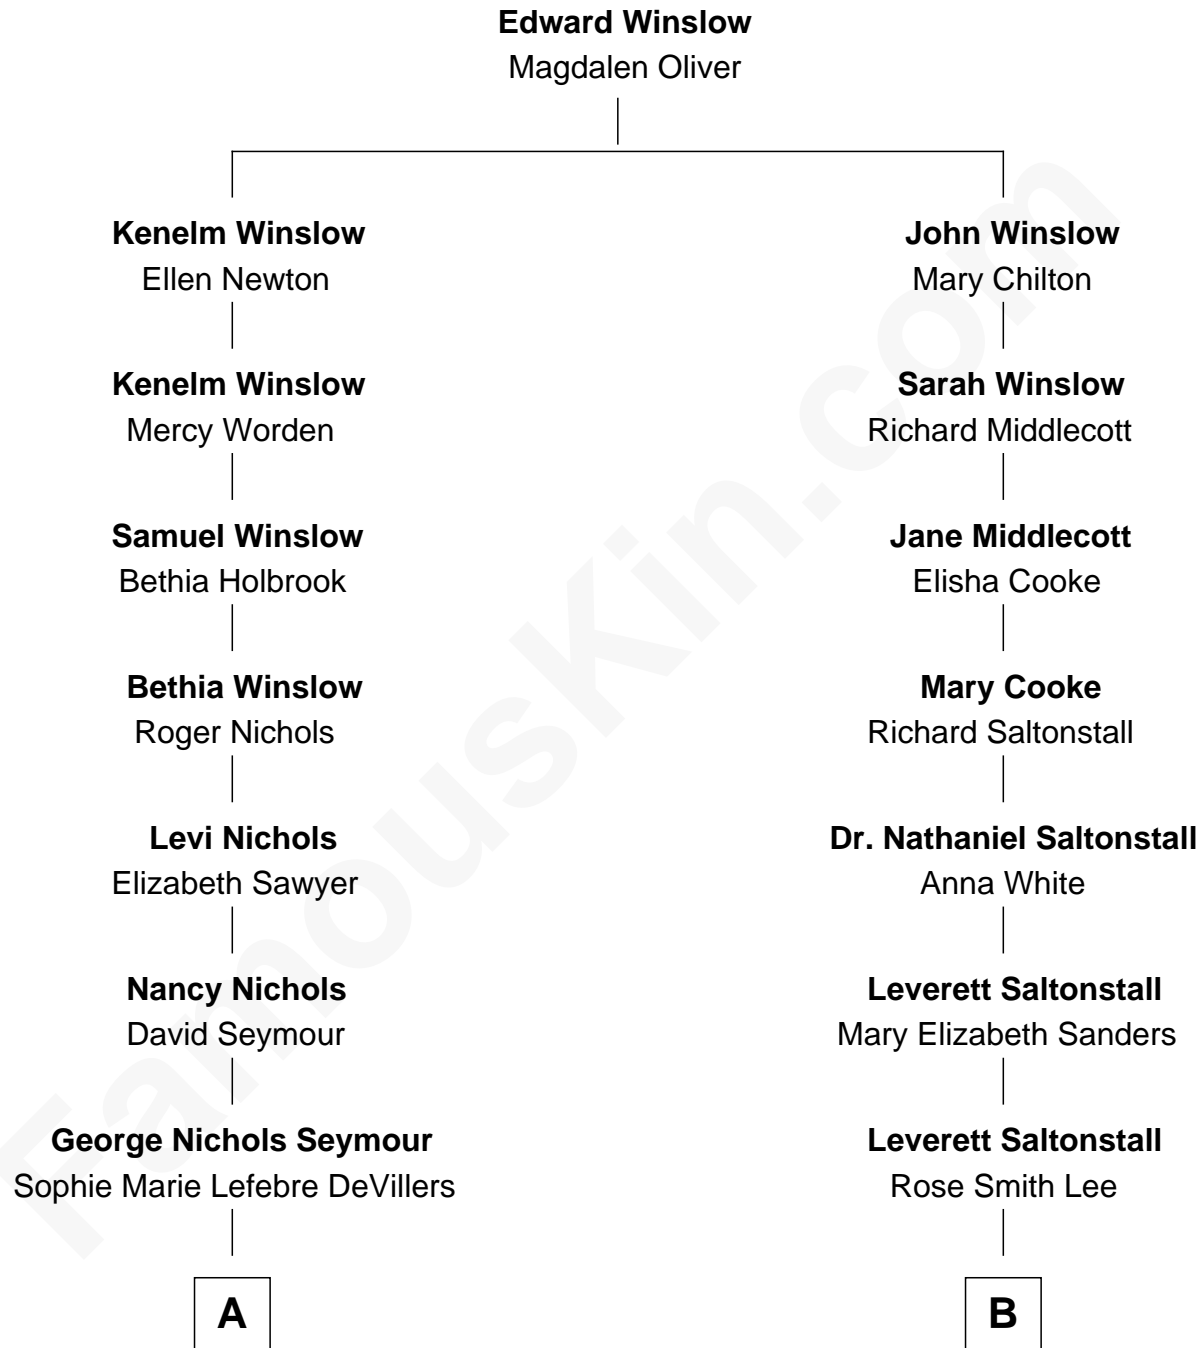 Edward Winslow
Magdalen Oliver
Kenelm Winslow
Ellen Newton
John Winslow
Mary Chilton
Kenelm Winslow
Mercy Worden
Sarah Winslow
Richard Middlecott
Samuel Winslow
Bethia Holbrook
Jane Middlecott
Elisha Cooke
Bethia Winslow
Roger Nichols
Mary Cooke
Richard Saltonstall
Levi Nichols
Elizabeth Sawyer
Dr. Nathaniel Saltonstall
Anna White
Nancy Nichols
David Seymour
Leverett Saltonstall
Mary Elizabeth Sanders
George Nichols Seymour
Sophie Marie Lefebre DeVillers
Leverett Saltonstall
Rose Smith Lee
A
B
FamousKin.com